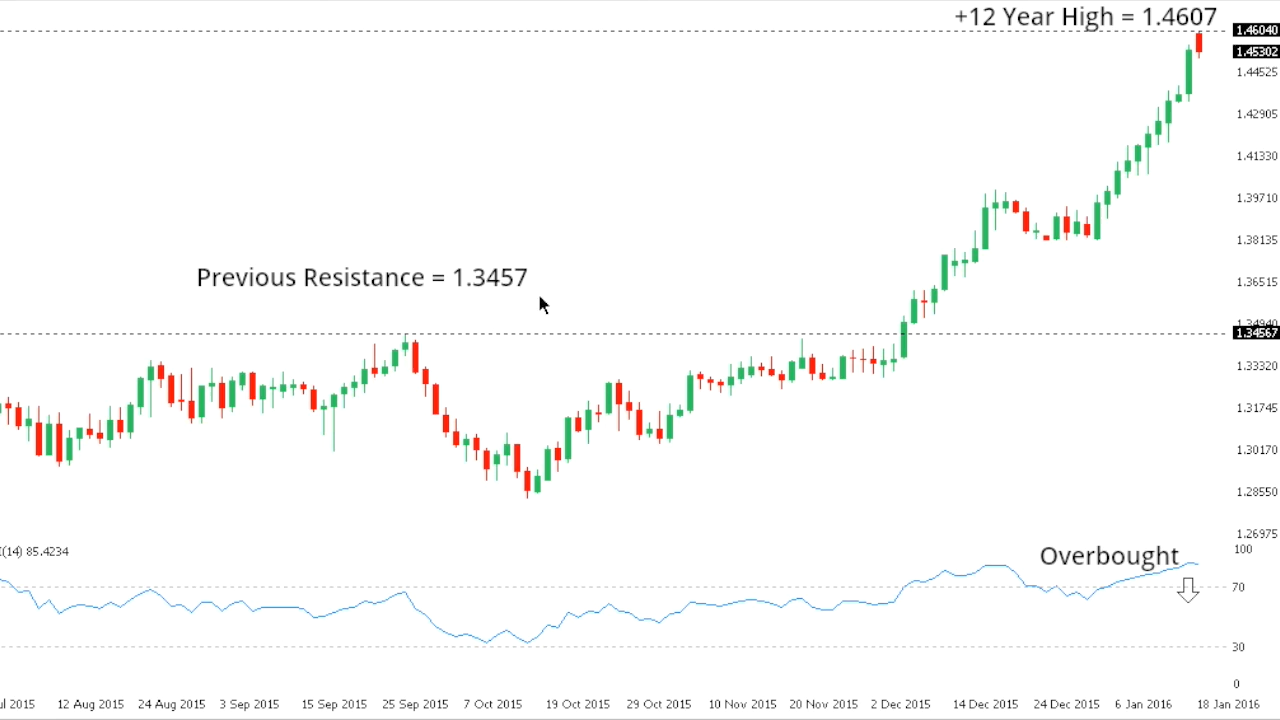 +12 Year High = 1.4607
1.46040
1.45302
1.44525
1.42905
1.41330
1.39710
1.38135
Previous Resistance = 1.3457
1.36515
1.34940
1.34567
1.33320
1.31745
1.30170
1.28550
1.26975
(14) 85.4234
Overbought
100
70
30
0
ul 2015
12 Aug 2015
24 Aug 2015
3 Sep 2015
15 Sep 2015
25 Sep 2015
7 Oct 2015
19 Oct 2015
29 Oct 2015
10 Nov 2015
20 Nov 2015
2 Dec 2015
14 Dec 2015
24 Dec 2015
6 Jan 2016
18 Jan 2016